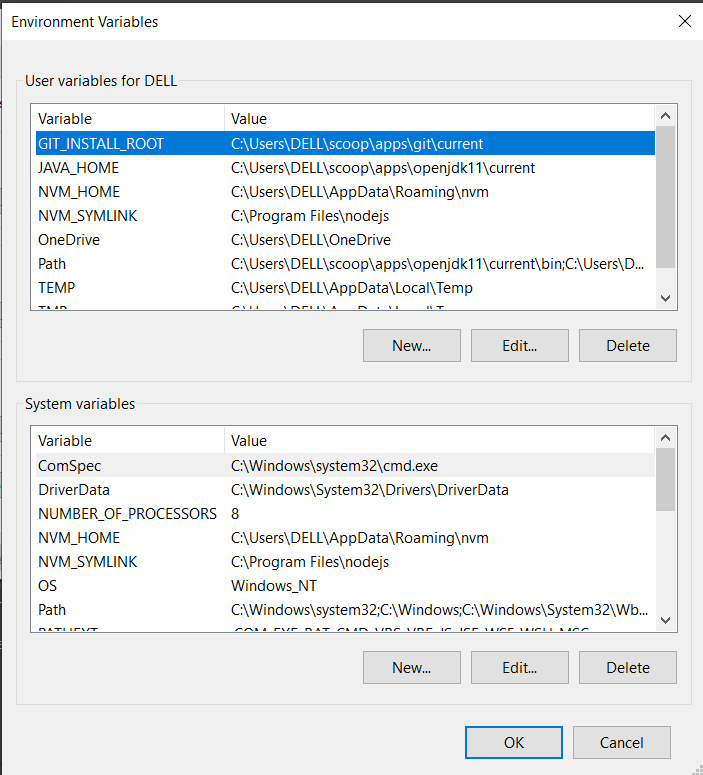 Environment Variables
User variables for DELL
Variable Value
GIT_INSTALL_ROOT C:\Users\DELL\scoop\apps\git\current
JAVA_HOME C:\Users\DELL\scoop\apps\openjdk11\current
NVM_HOME C:\Users\DELL\AppData\Roaming\nvm
NVM_SYMLINK C:\Program Files\nodejs
OneDrive C:\Users\DELL\OneDrive
Path C:\Users\DELL\scoop\apps\openjdk11\current\bin;C:\Users\D...
TEMP C:\Users\DELL\AppData\Local\Temp
New... Edit... Delete
System variables
Variable Value
ComSpec C:\Windows\system32\cmd.exe
DriverData C:\Windows\System32\Drivers\DriverData
NUMBER_OF_PROCESSORS 8
NVM_HOME C:\Users\DELL\AppData\Roaming\nvm
NVM_SYMLINK C:\Program Files\nodejs
OS Windows_NT
Path C:\Windows\system32;C:\Windows;C:\Windows\System32\Wb...
New... Edit... Delete
OK Cancel